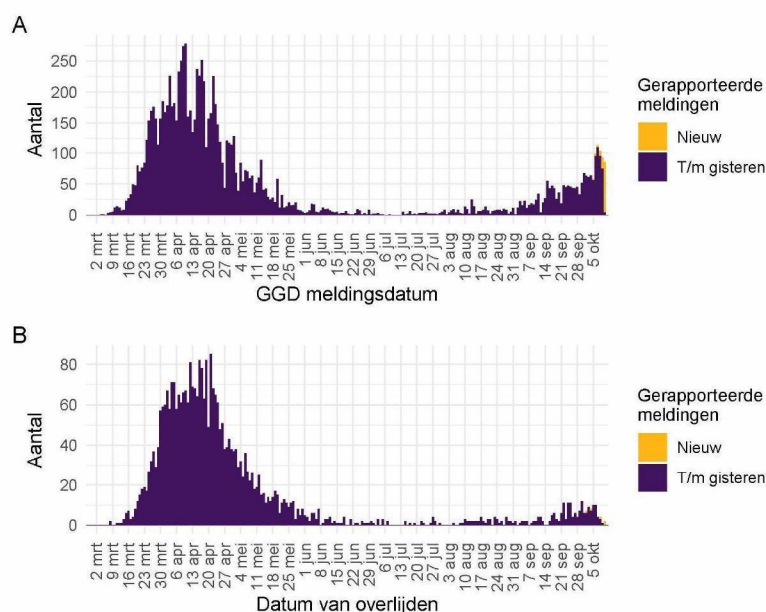 A
Aantal
250
200
150
100
50
0
2 mrt
9 mrt
16 mrt
23 mrt
30 mrt
6 apr
13 apr
20 apr
27 apr
4 mei
11 mei
18 mei
25 mei
1 jun
8 jun
15 jun
22 jun
29 jun
6 jul
13 jul
20 jul
27 jul
3 aug
10 aug
17 aug
24 aug
31 aug
7 sep
14 sep
21 sep
28 sep
5 okt
GGD meldingsdatum
Gerapporteerde
meldingen
Nieuw
T/m gisteren
B
Aantal
80
60
40
20
0
2 mrt
9 mrt
16 mrt
23 mrt
30 mrt
6 apr
13 apr
20 apr
27 apr
4 mei
11 mei
18 mei
25 mei
1 jun
8 jun
15 jun
22 jun
29 jun
6 jul
13 jul
20 jul
27 jul
3 aug
10 aug
17 aug
24 aug
31 aug
7 sep
14 sep
21 sep
28 sep
5 okt
Datum van overlijden
Gerapporteerde
meldingen
Nieuw
T/m gisteren